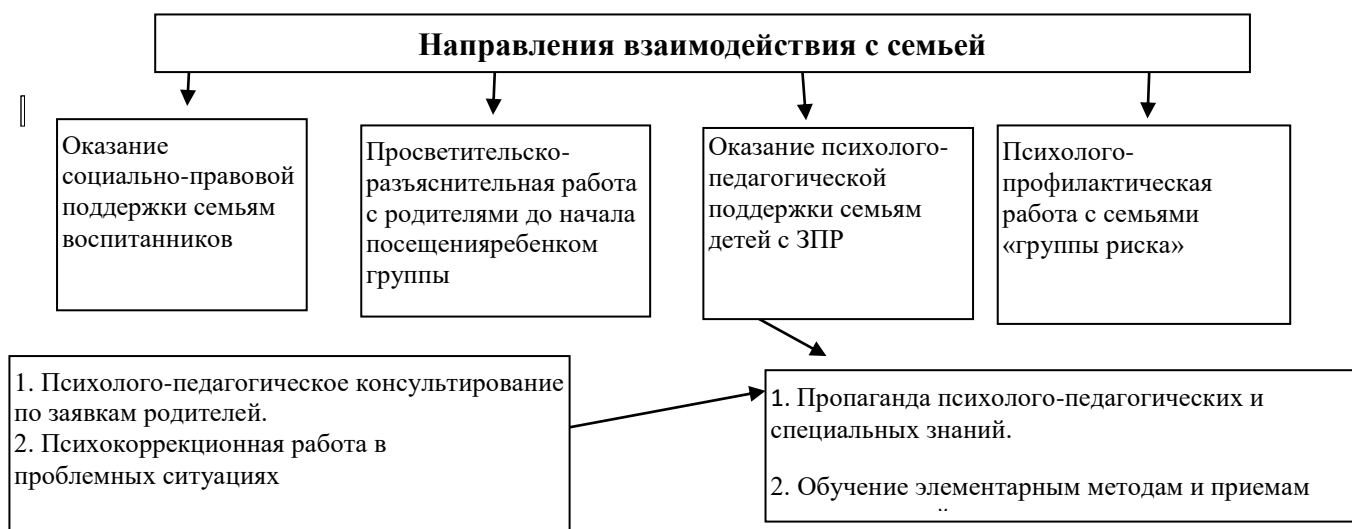 Направления взаимодействия с семьей
Оказание
социально-правовой
поддержки семьям
воспитанников
Просветительско-
разъяснительная работа
с родителями до начала
посещенияребенком
группы
Оказание психолого-
педагогической
поддержки семьям
детей с ЗПР
Психолого-
профилактическая
работа с семьями
«группы риска»
1. Психолого-педагогическое консультирование
по заявкам родителей.
2. Психокоррекционная работа в
проблемных ситуациях
1. Пропаганда психолого-педагогических и
специальных знаний.
2. Обучение элементарным методам и приемам